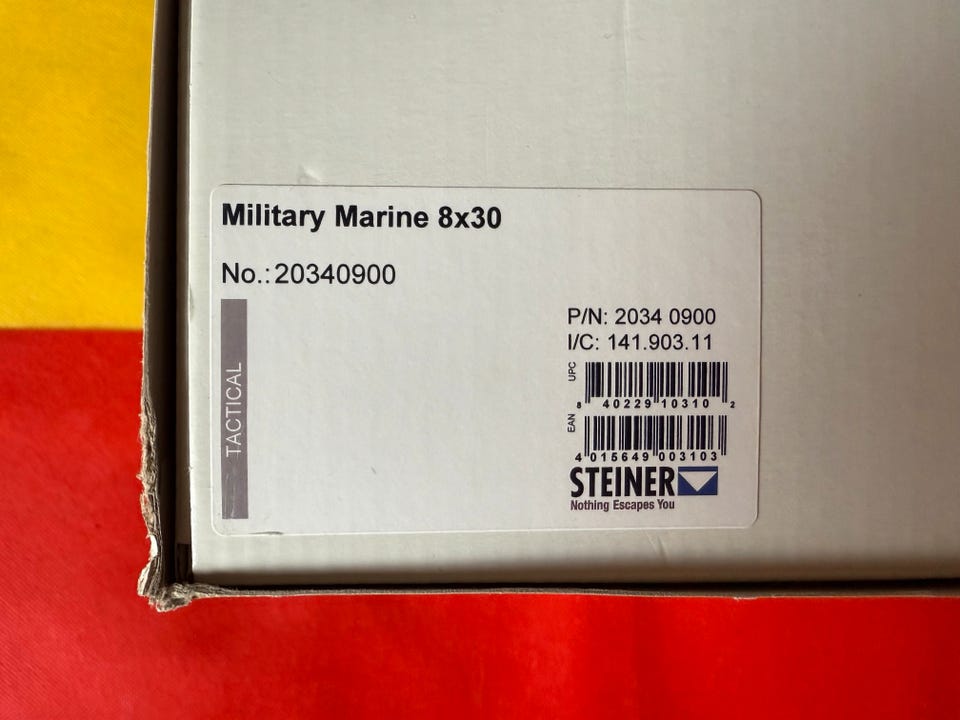 Military Marine 8x30
No.: 20340900
TACTICAL
P/N: 2034 0900
I/C: 141.903.11
UPC
8 40229 10310 2
EAN
4 015649 003103
STEINER
Nothing Escapes You